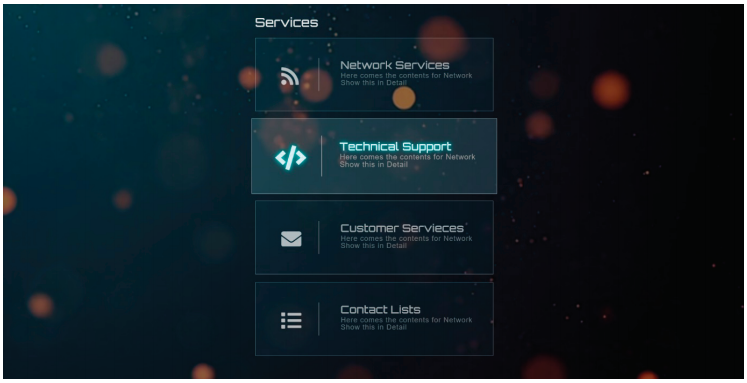 Services
Network Services
Here comes the contents for Network
Show this in Detail
Technical Support
Here comes the contents for Network
Show this in Detail
Customer Servieces
Here comes the contents for Network
Show this in Detail
Contact Lists
Here comes the contents for Network
Show this in Detail